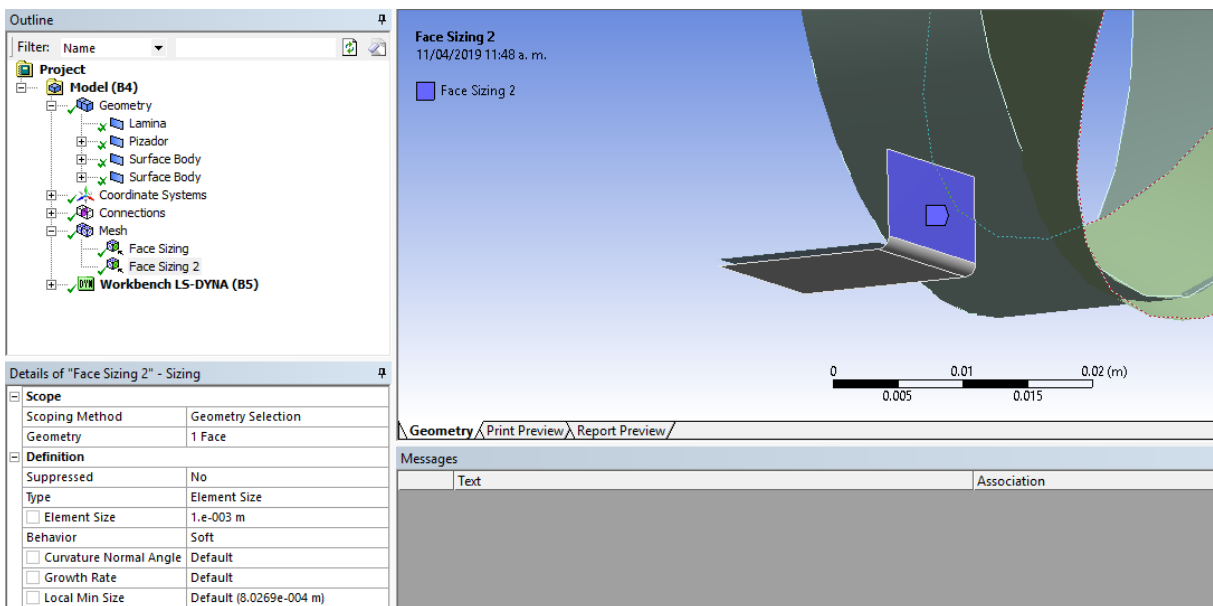 Outline
Filter: Name
Project
Model (B4)
Geometry
Lamina
Pizador
Surface Body
Surface Body
Coordinate Systems
Connections
Mesh
Face Sizing
Face Sizing 2
DYN Workbench LS-DYNA (B5)
Details of "Face Sizing 2" - Sizing
Scope
Scoping Method Geometry Selection
Geometry 1 Face
Definition
Suppressed No
Type Element Size
Element Size 1.e-003 m
Behavior Soft
Curvature Normal Angle Default
Growth Rate Default
Local Min Size Default (8.0269e-004 m)
Face Sizing 2
11/04/2019 11:48 a. m.
Face Sizing 2
0 0.01 0.02 (m)
0.005 0.015
Geometry Print Preview Report Preview
Messages
Text Association